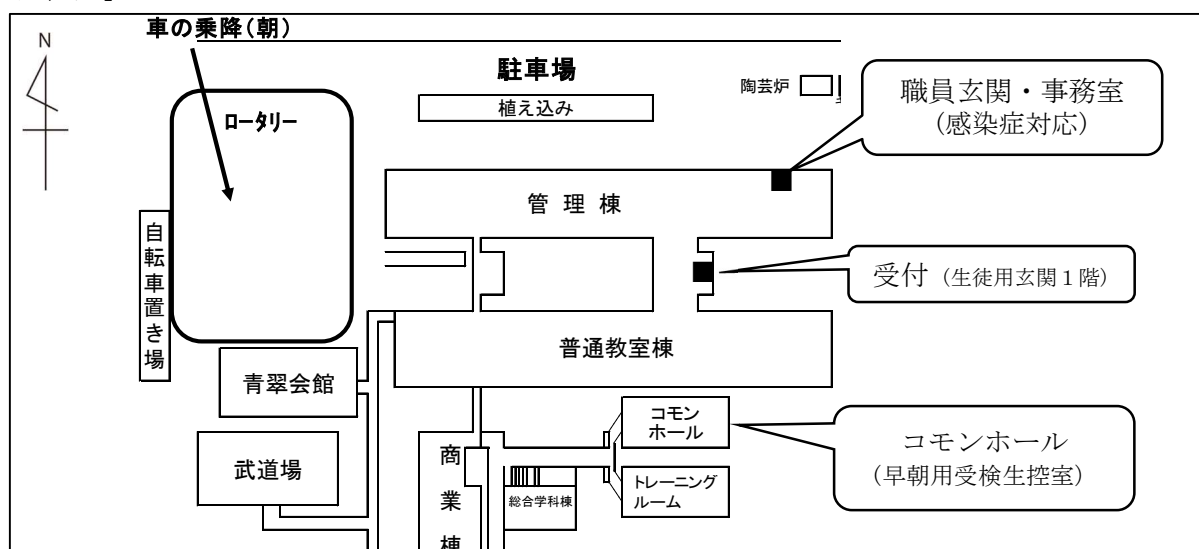 車の乗降(朝)
N
駐車場
植え込み
陶芸炉
職員玄関・事務室
(感染症対応)
ロータリー
管理棟
自転車置き場
受付(生徒用玄関1階)
普通教室棟
青翠会館
コモン
ホール
コモンホール
(早朝用受検生控室)
武道場
商業棟
トレーニング
ルーム
総合学科棟